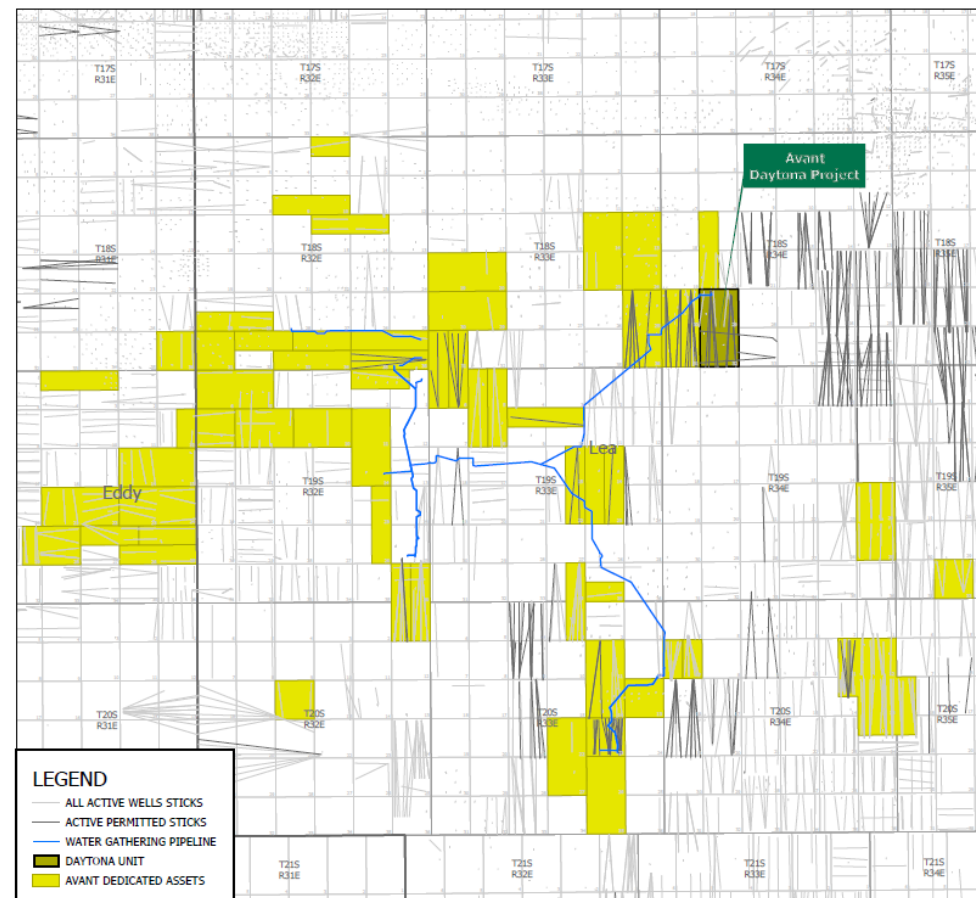 T17S
R31E
T17S
R32E
T17S
R33E
T17S
R34E
T17S
R35E
Avant
Daytona Project
T18S
R31E
T18S
R32E
T18S
R33E
T18S
R34E
T18S
R35E
Lea
Eddy
T19S
R32E
T19S
R33E
T19S
R34E
T19S
R35E
T20S
R31E
T20S
R32E
T20S
R33E
T20S
R34E
T20S
R35E
LEGEND
ALL ACTIVE WELLS STICKS
ACTIVE PERMITTED STICKS
WATER GATHERING PIPELINE
DAYTONA UNIT
AVANT DEDICATED ASSETS
T21S
R31E
T21S
R32E
T21S
R33E
T21S
R34E